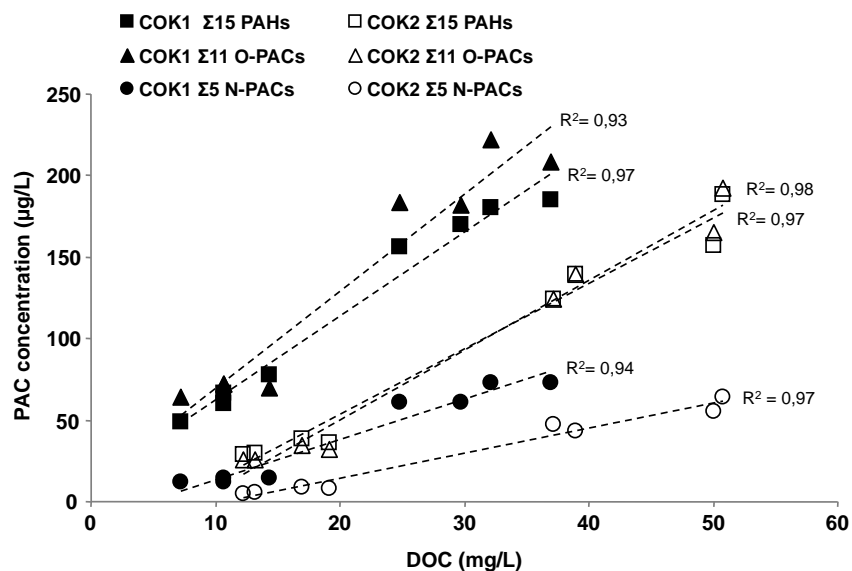 COK1 Σ15 PAHs
COK2 Σ15 PAHs
COK1 Σ11 O-PACs
COK2 Σ11 O-PACs
COK1 Σ5 N-PACs
COK2 Σ5 N-PACs
250
200
150
100
50
0
PAC concentration (µg/L)
R²= 0,93
R²= 0,97
R²= 0,98
R²= 0,97
R²= 0,94
R² = 0,97
0
10
20
30
40
50
60
DOC (mg/L)